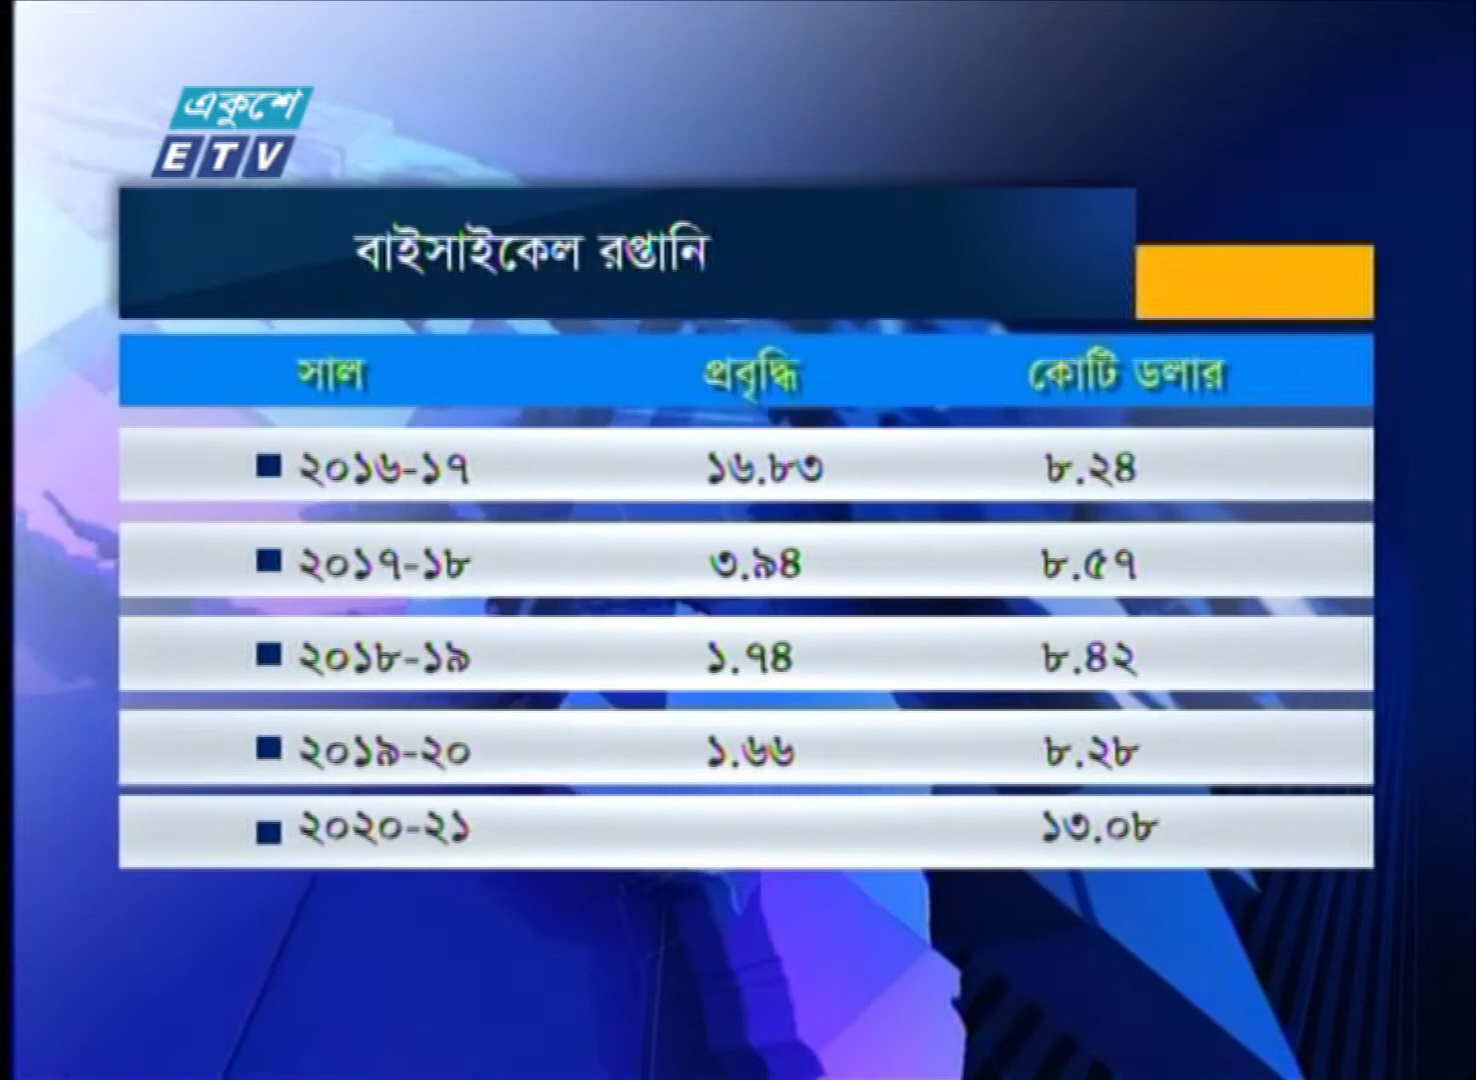 একুশে
ETV
বাইসাইকেল রপ্তানি
সাল প্রবৃদ্ধি কোটি ডলার
২০১৬-১৭ ১৬.৮৩ ৮.২৪
২০১৭-১৮ ৩.৯৪ ৮.৫৭
২০১৮-১৯ ১.৭৪ ৮.৪২
২০১৯-২০ ১.৬৬ ৮.২৮
২০২০-২১ ১৩.০৮